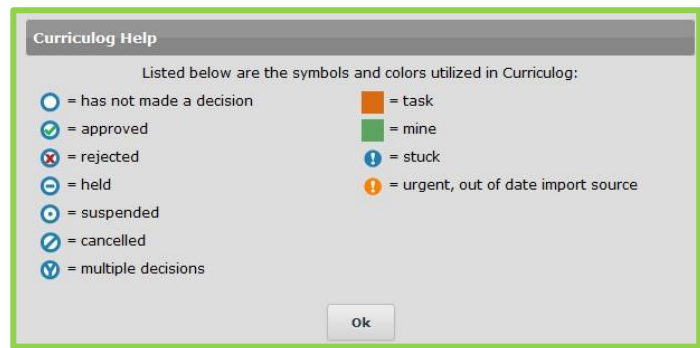 Curriculog Help
Listed below are the symbols and colors utilized in Curriculog:
= has not made a decision
= approved
= rejected
= held
= suspended
= cancelled
= multiple decisions
= task
= mine
= stuck
= urgent, out of date import source
Ok